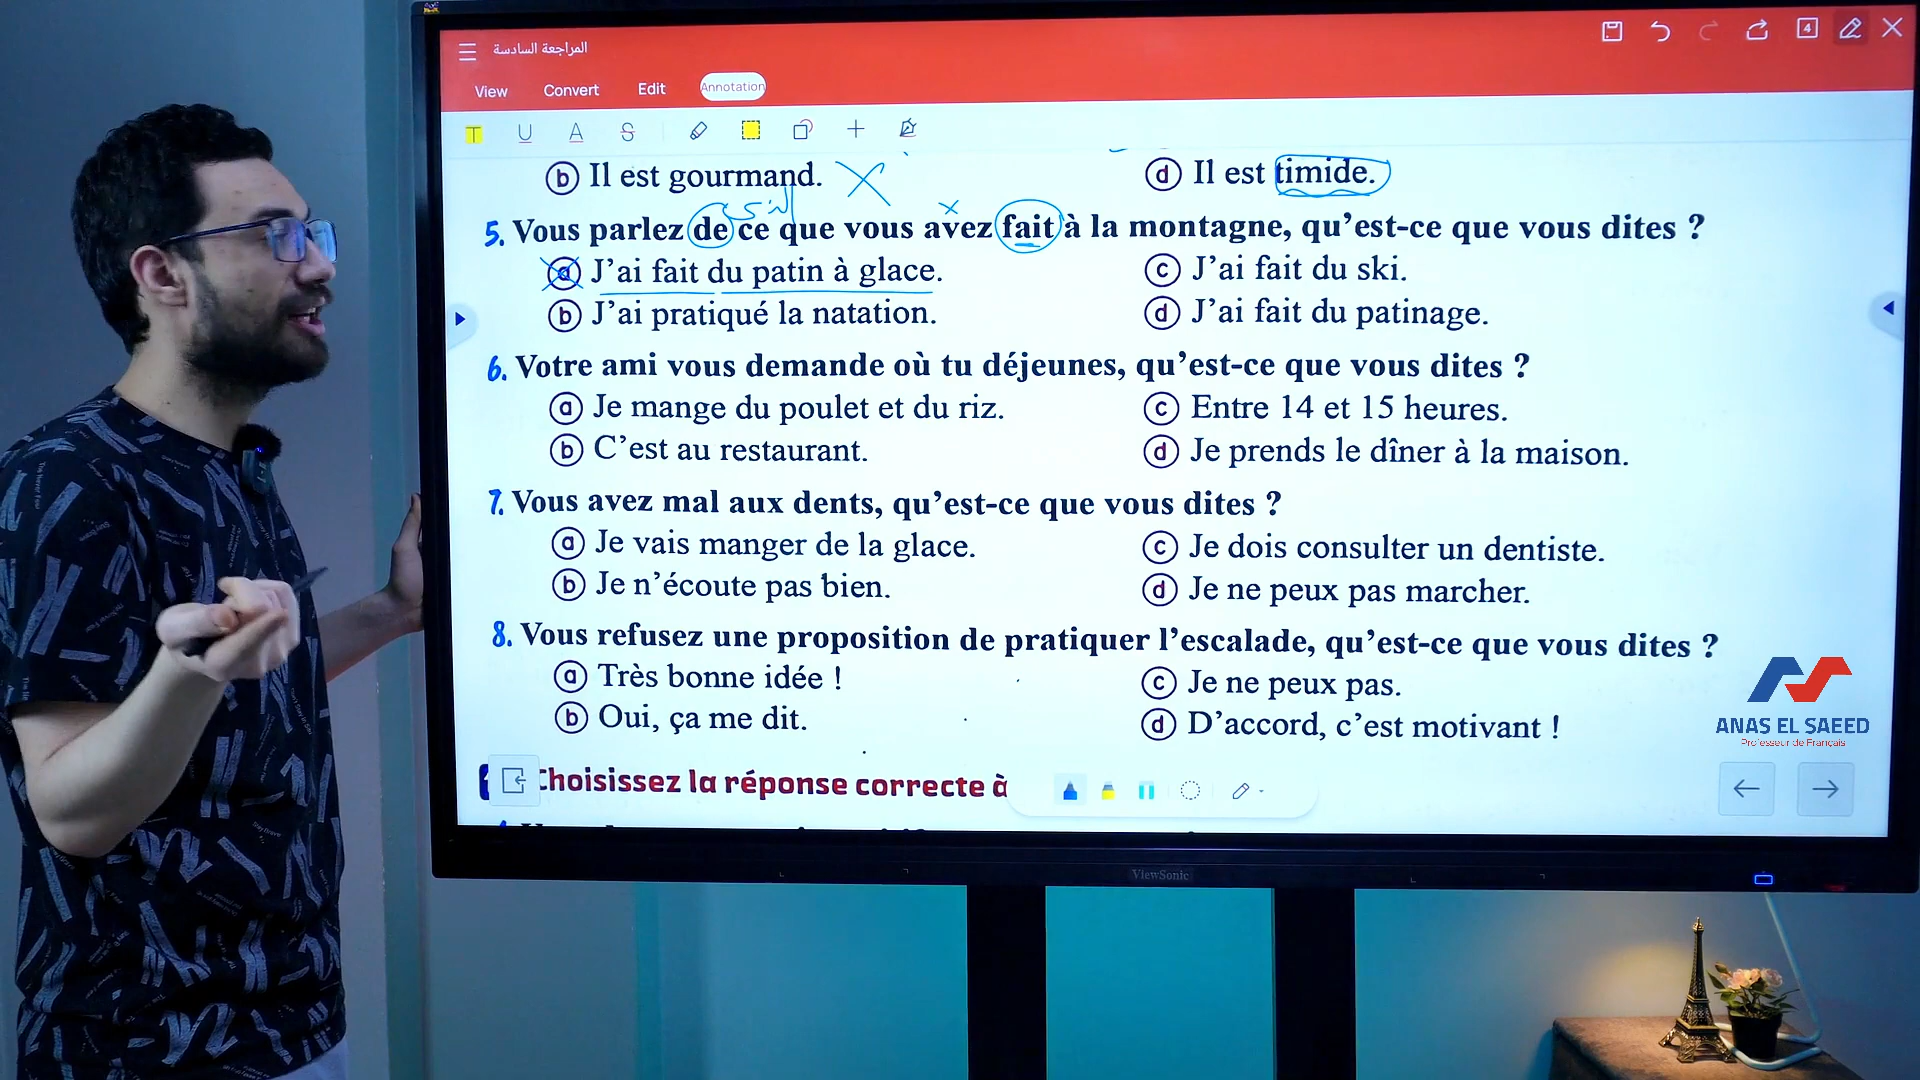 المراجعة السادسة
4
View Convert Edit Annotation
T U A S
b Il est gourmand.
d Il est timide.
5. Vous parlez de ce que vous avez fait à la montagne, qu’est-ce que vous dites ?
a J’ai fait du patin à glace.
c J’ai fait du ski.
b J’ai pratiqué la natation.
d J’ai fait du patinage.
6. Votre ami vous demande où tu déjeunes, qu’est-ce que vous dites ?
a Je mange du poulet et du riz.
c Entre 14 et 15 heures.
b C’est au restaurant.
d Je prends le dîner à la maison.
7. Vous avez mal aux dents, qu’est-ce que vous dites ?
a Je vais manger de la glace.
c Je dois consulter un dentiste.
b Je n’écoute pas bien.
d Je ne peux pas marcher.
8. Vous refusez une proposition de pratiquer l’escalade, qu’est-ce que vous dites ?
a Très bonne idée !
c Je ne peux pas.
b Oui, ça me dit.
d D’accord, c’est motivant !
Choisissez la réponse correcte à
ANAS EL SAEED
Professeur de Français
ViewSonic